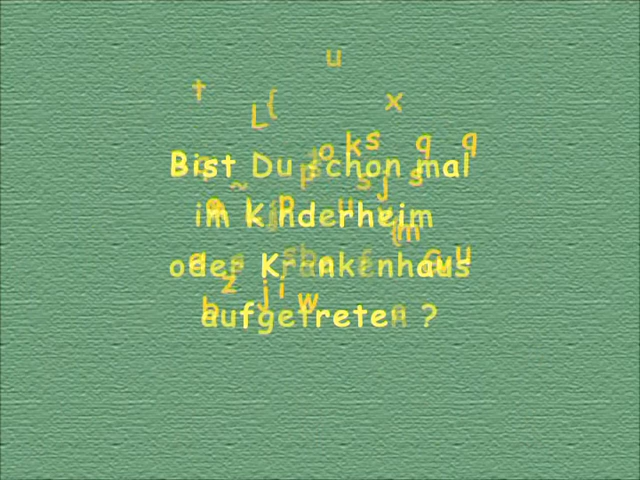 Bist Du schon mal
im Kinderheim
oder Krankenhaus
aufgetreten ?